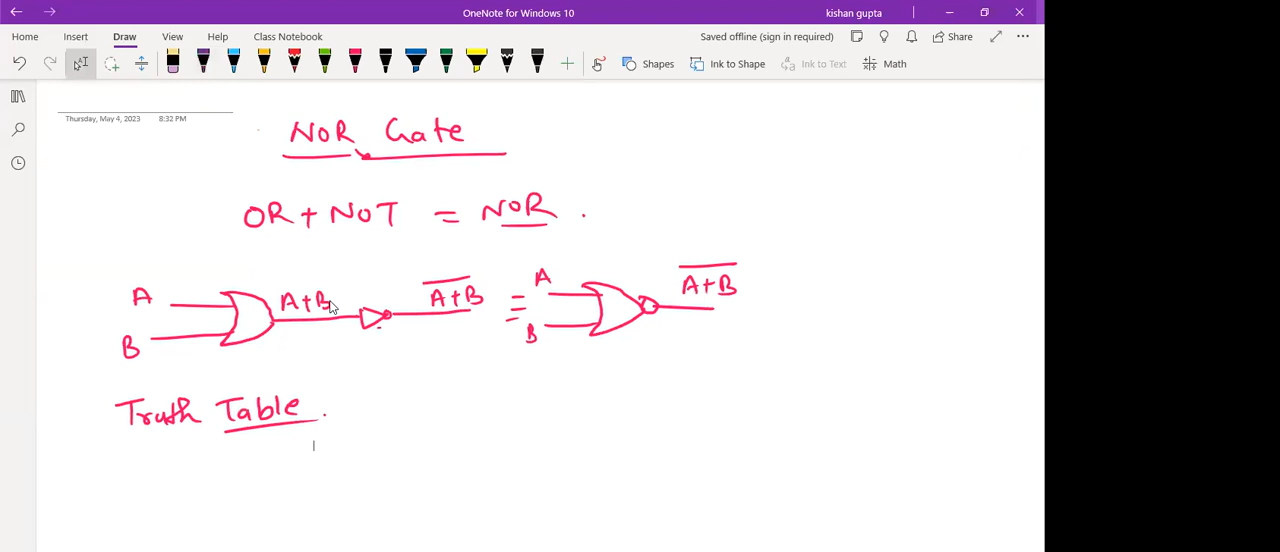 OneNote for Windows 10
kishan gupta
Home Insert Draw View Help Class Notebook
Saved offline (sign in required)
Share
Shapes Ink to Shape Ink to Text Math
Thursday, May 4, 2023 8:32 PM
NOR Gate
OR + NOT = NOR .
A
B
A+B
A̅+̅B̅
=
A
B
A̅+̅B̅
Truth Table .